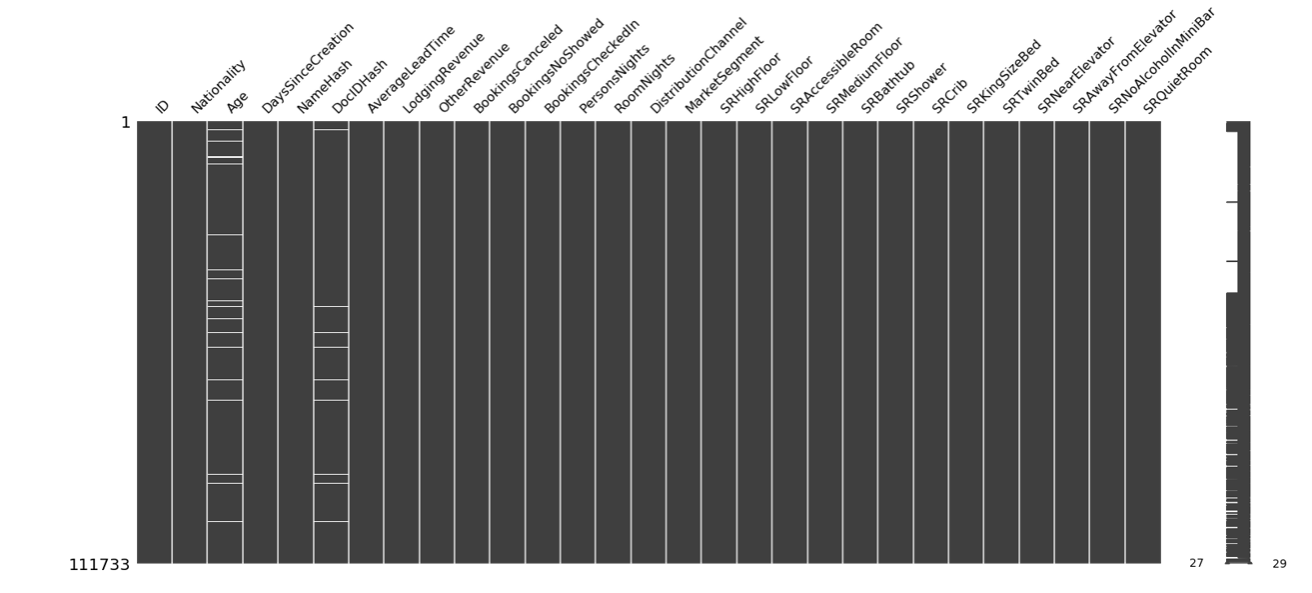 ID
Nationality
Age
DaysSinceCreation
NameHash
DocIDHash
AverageLeadTime
LodgingRevenue
OtherRevenue
BookingsCanceled
BookingsNoShowed
BookingsCheckedIn
PersonsNights
RoomNights
DistributionChannel
MarketSegment
SRHighFloor
SRLowFloor
SRAccessibleRoom
SRMediumFloor
SRBathtub
SRShower
SRCrib
SRKingSizeBed
SRTwinBed
SRNearElevator
SRAwayFromElevator
SRNoAlcoholInMiniBar
SRQuietRoom
1
111733
27
29